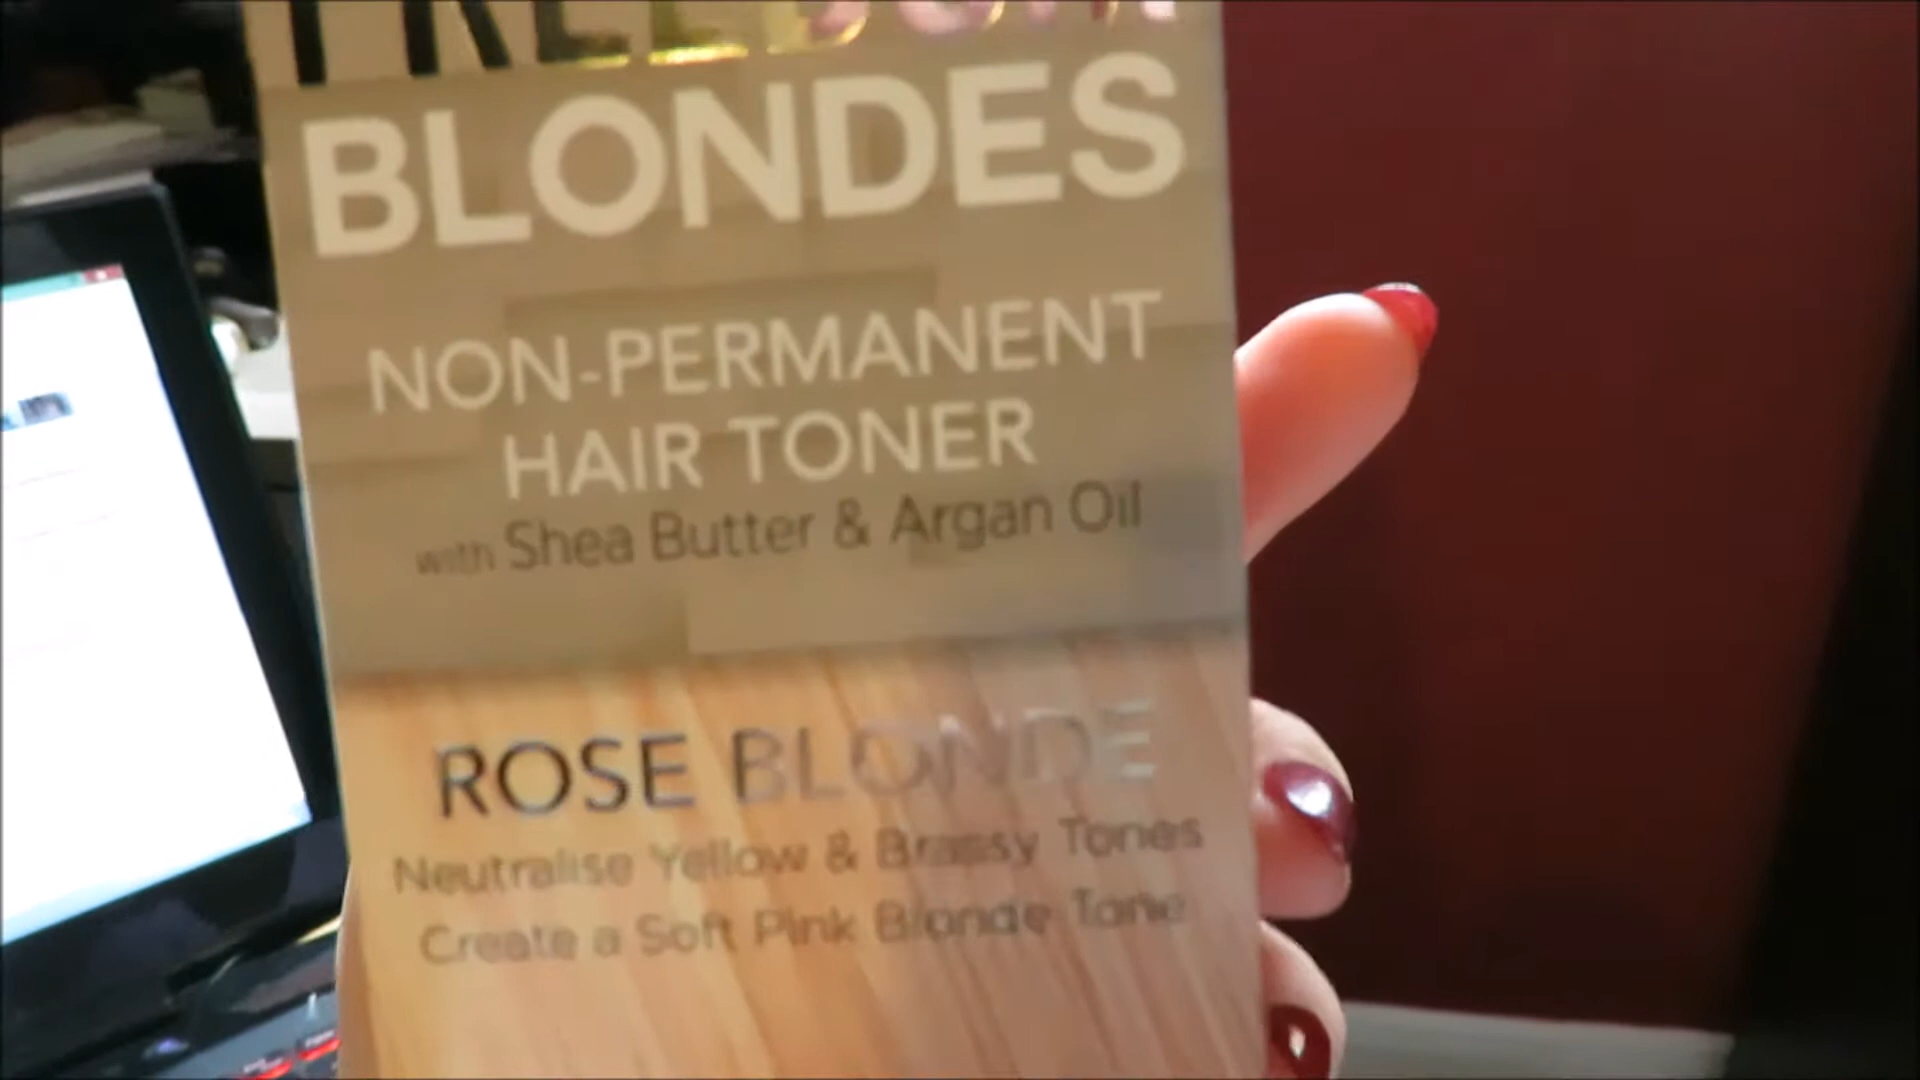 FREEDOM
BLONDES
NON-PERMANENT
HAIR TONER
with Shea Butter & Argan Oil
ROSE BLONDE
Neutralise Yellow & Brassy Tones
Create a Soft Pink Blonde Tone